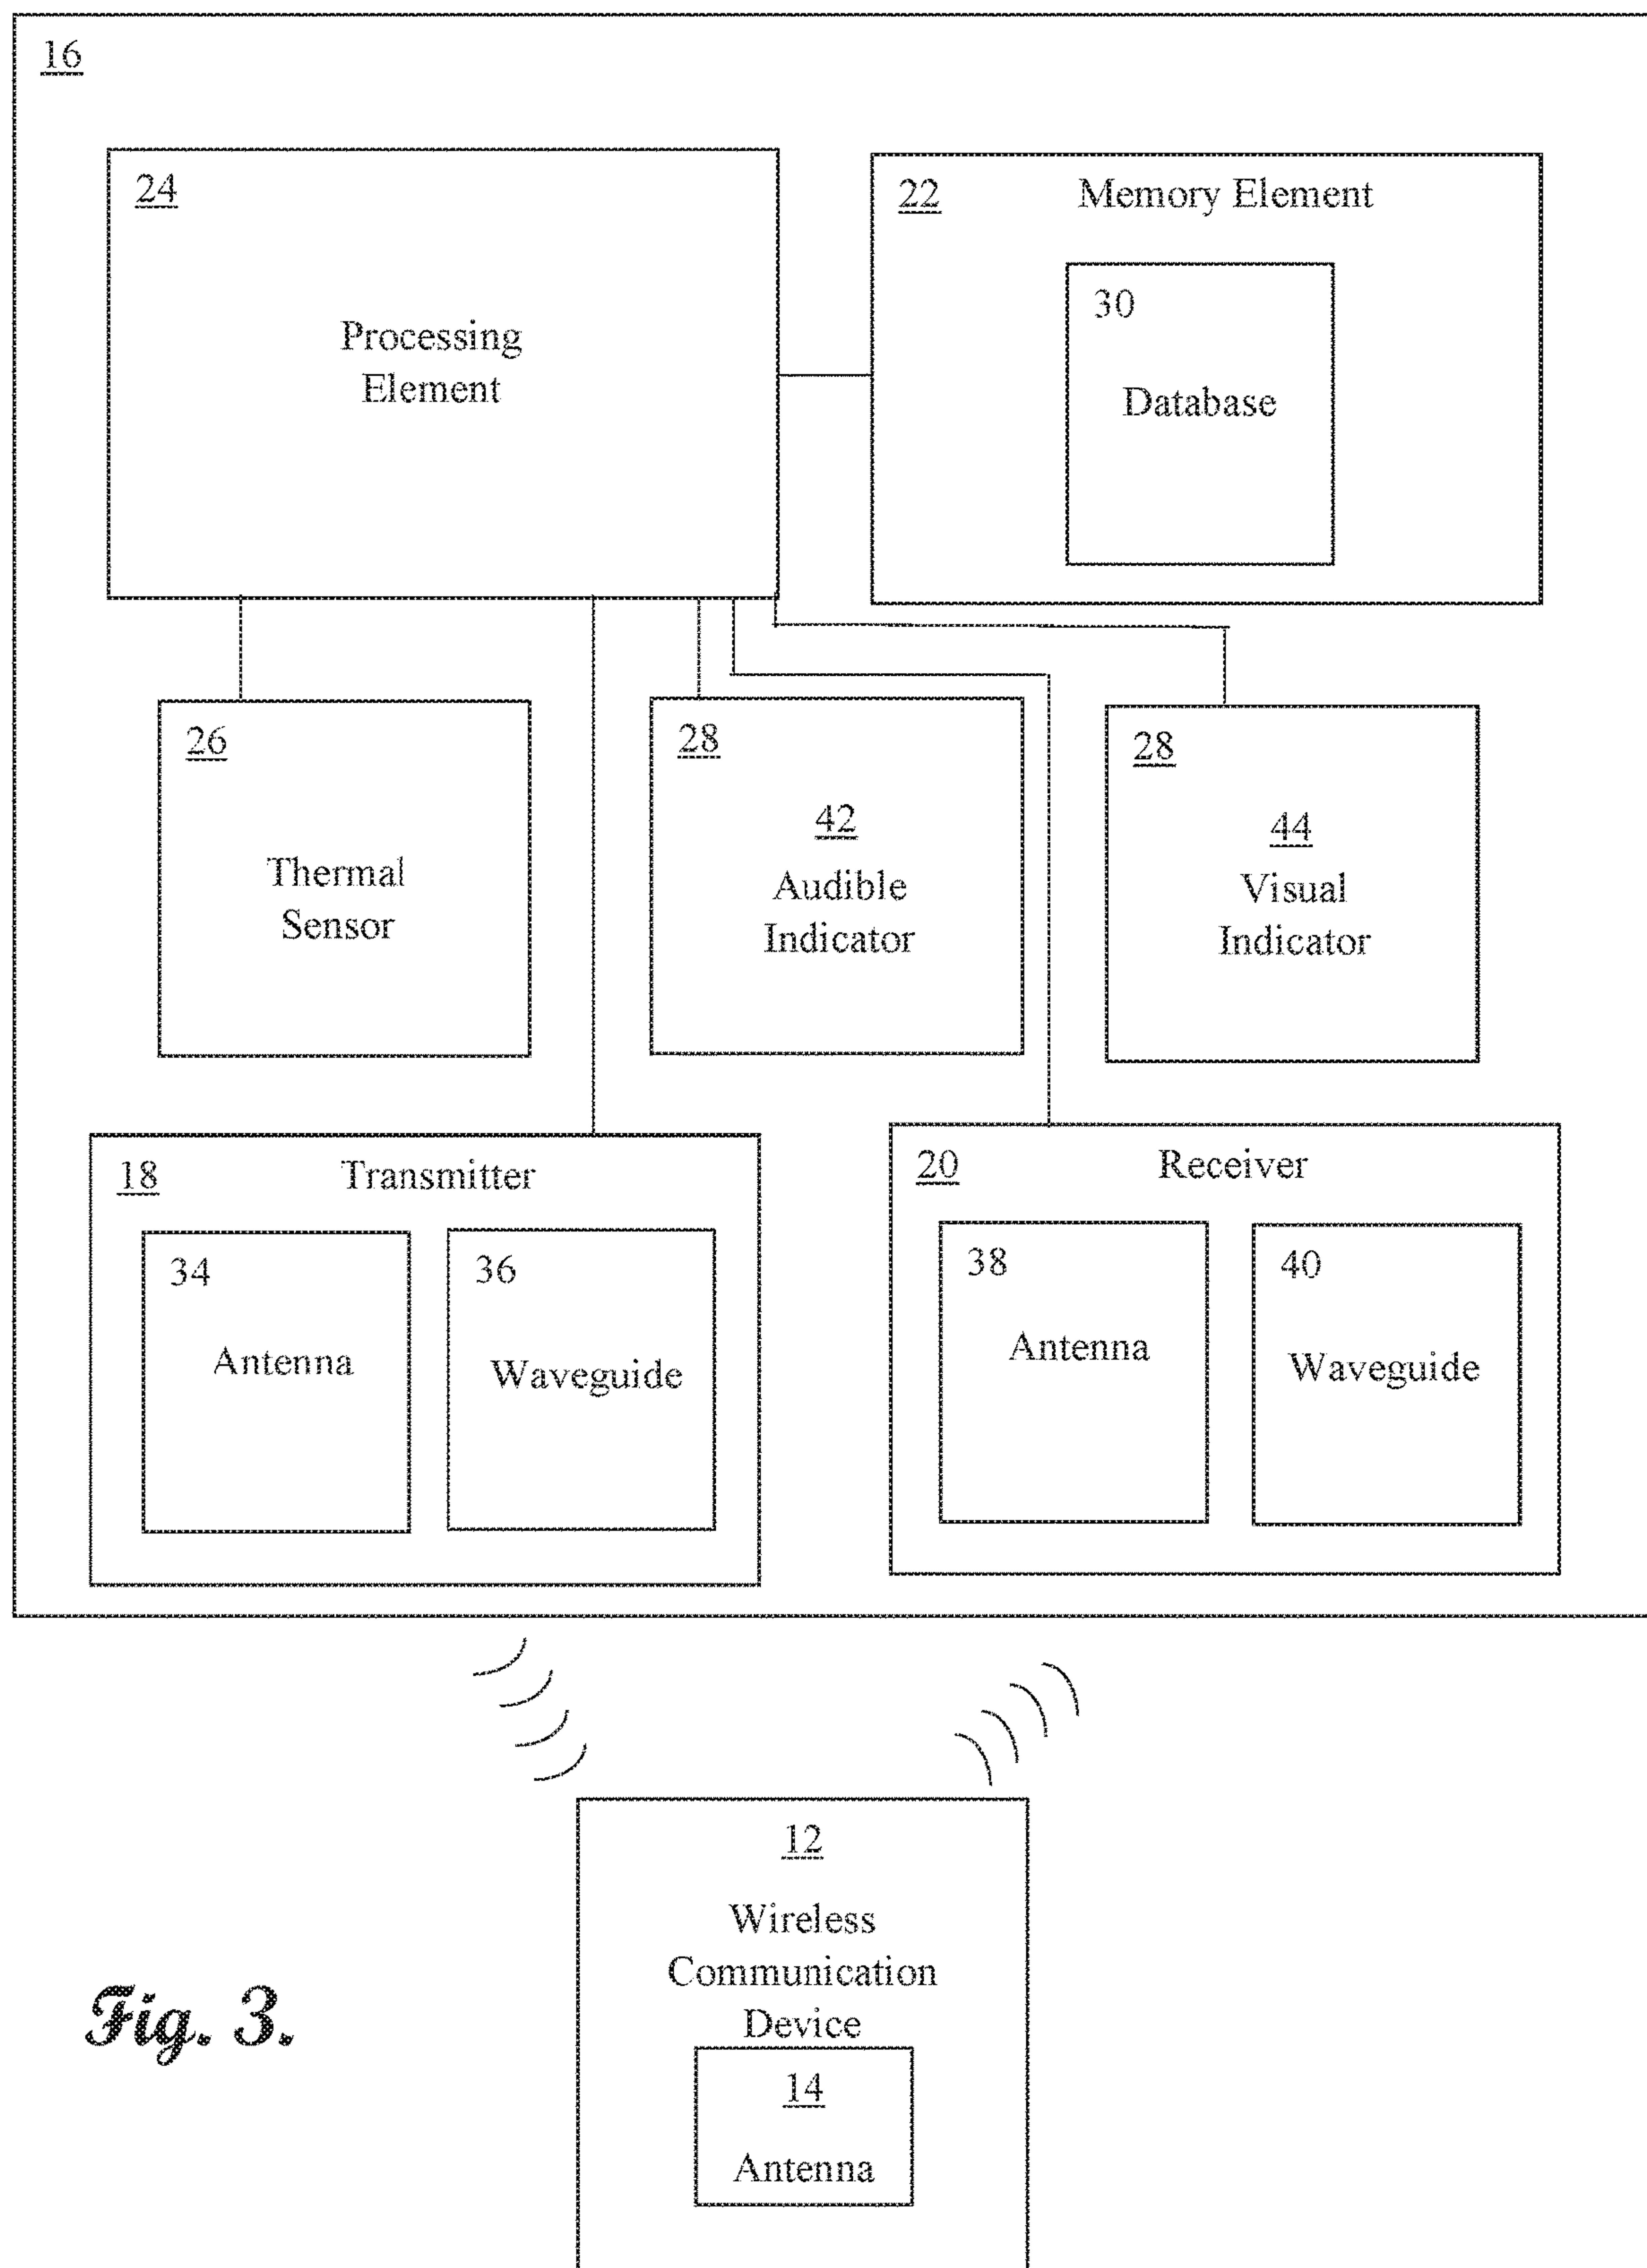 16
24
Processing
Element
22 Memory Element
30
Database
26
Thermal
Sensor
28
42
Audible
Indicator
28
44
Visual
Indicator
18 Transmitter
34
Antenna
36
Waveguide
20 Receiver
38
Antenna
40
Waveguide
12
Wireless
Communication
Device
14
Antenna
Fig. 3.